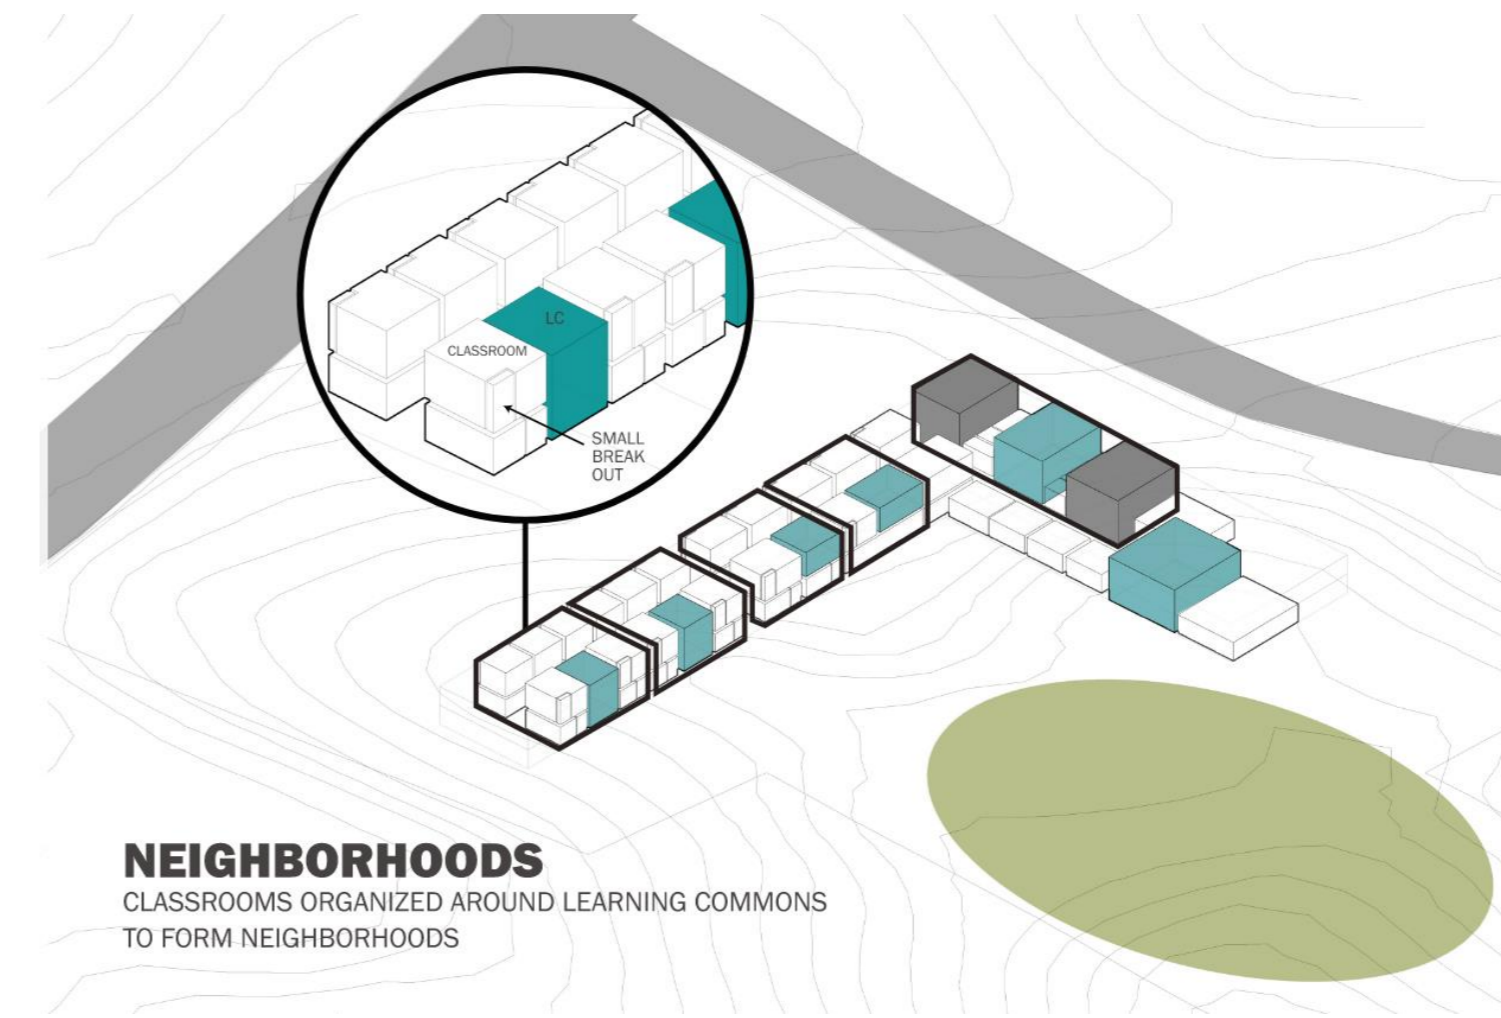 LC
CLASSROOM
SMALL
BREAK
OUT
NEIGHBORHOODS
CLASSROOMS ORGANIZED AROUND LEARNING COMMONS
TO FORM NEIGHBORHOODS